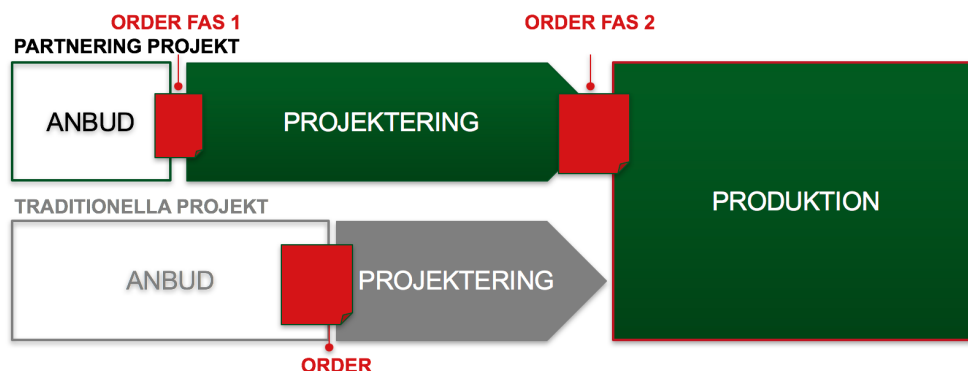 ORDER FAS 1
ORDER FAS 2
PARTNERING PROJEKT
ANBUD
PROJEKTERING
PRODUKTION
TRADITIONELLA PROJEKT
ANBUD
PROJEKTERING
ORDER